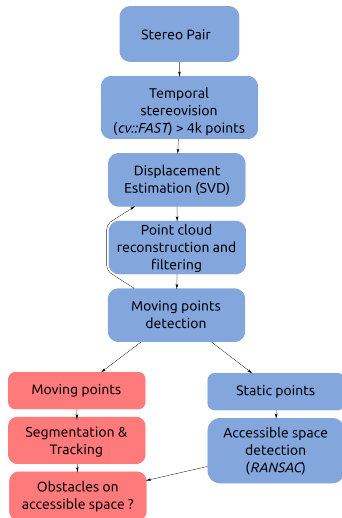 Stereo Pair
Temporal
stereovision
(cv::FAST) > 4k points
Displacement
Estimation (SVD)
Point cloud
reconstruction and
filtering
Moving points
detection
Moving points
Static points
Segmentation &
Tracking
Accessible space
detection
(RANSAC)
Obstacles on
accessible space ?